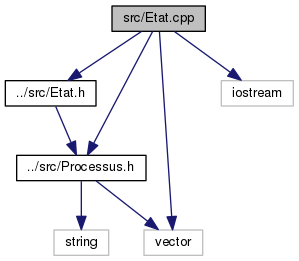 src/Etat.cpp
../src/Etat.h
iostream
../src/Processus.h
string
vector